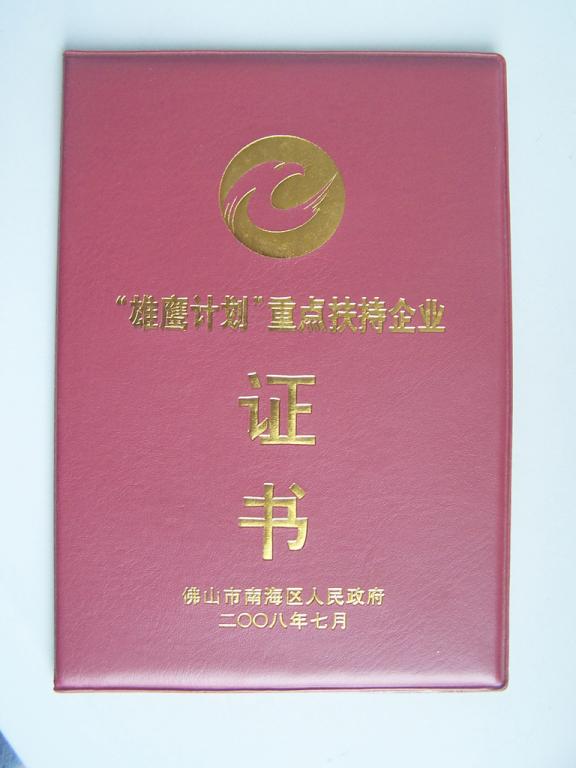 “雄鹰计划”重点扶持企业
证
书
佛山市南海区人民政府
二〇〇八年七月